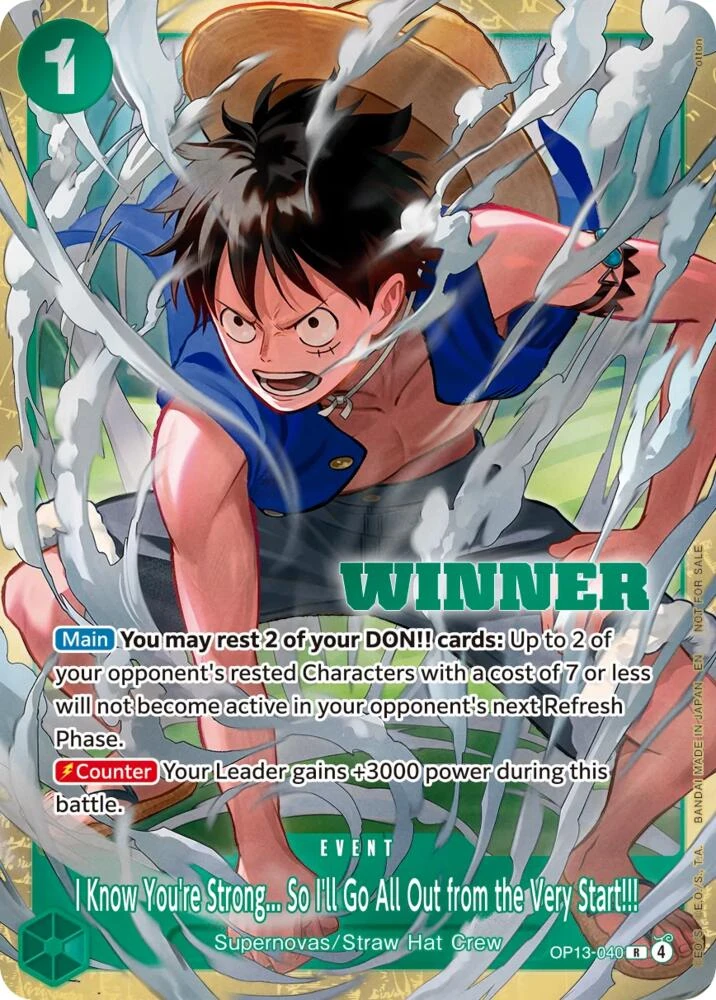 1
otton
WINNER
Main You may rest 2 of your DON!! cards: Up to 2 of
your opponent's rested Characters with a cost of 7 or less
will not become active in your opponent's next Refresh
Phase.
Counter Your Leader gains +3000 power during this
battle.
EVENT
I Know You're Strong... So I'll Go All Out from the Very Start!!!
Supernovas/Straw Hat Crew
OP13-040 R 4
©E.O./S. ©E.O./S., T.A. BANDAI MADE IN JAPAN EN NOT FOR SALE